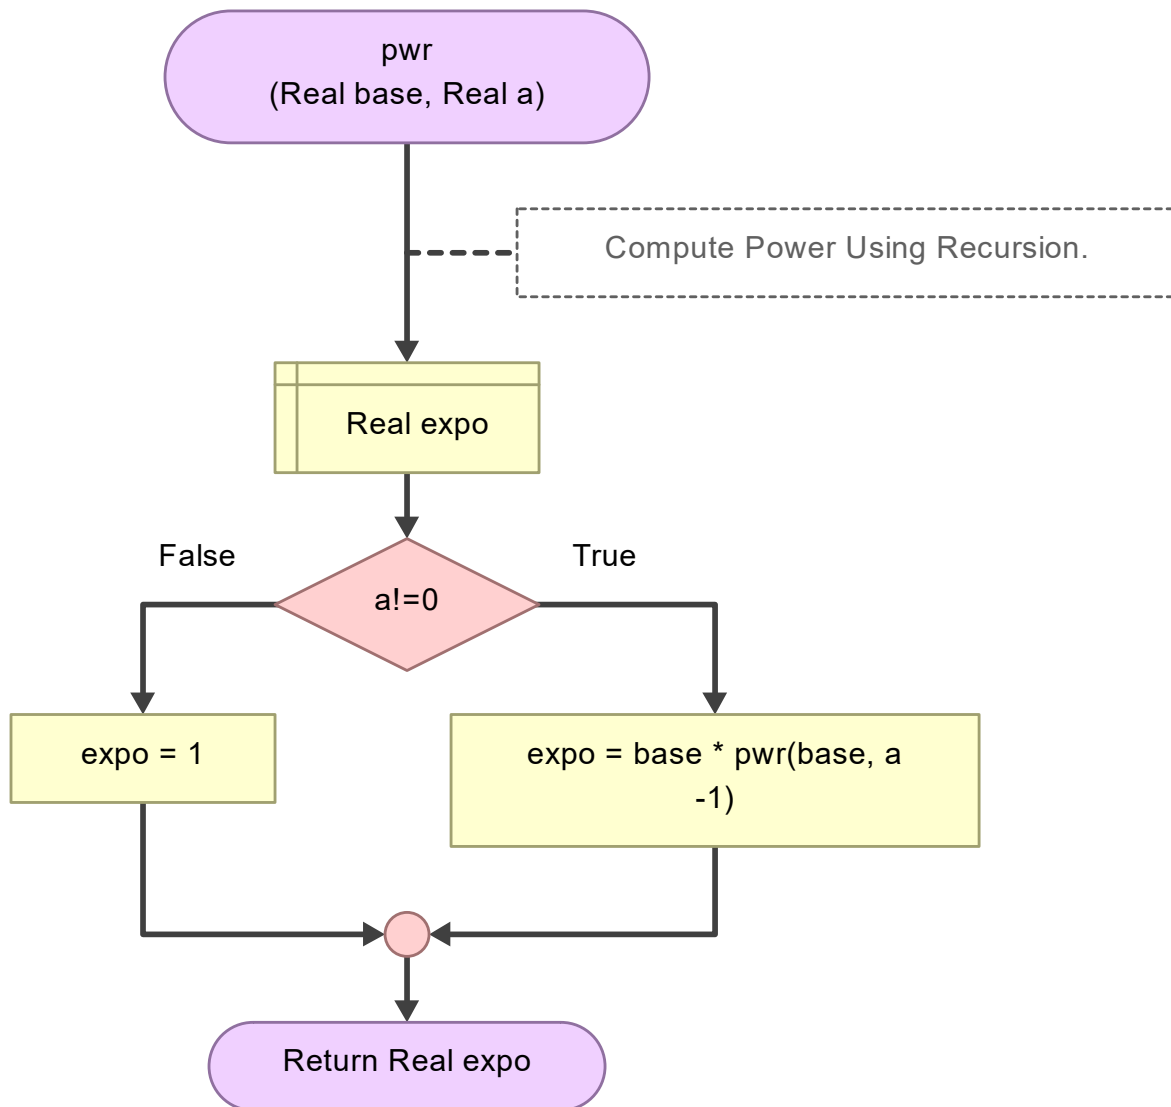 pwr
(Real base, Real a)
Compute Power Using Recursion.
Real expo
False
True
a!=0
expo = 1
expo = base * pwr(base, a
-1)
Return Real expo